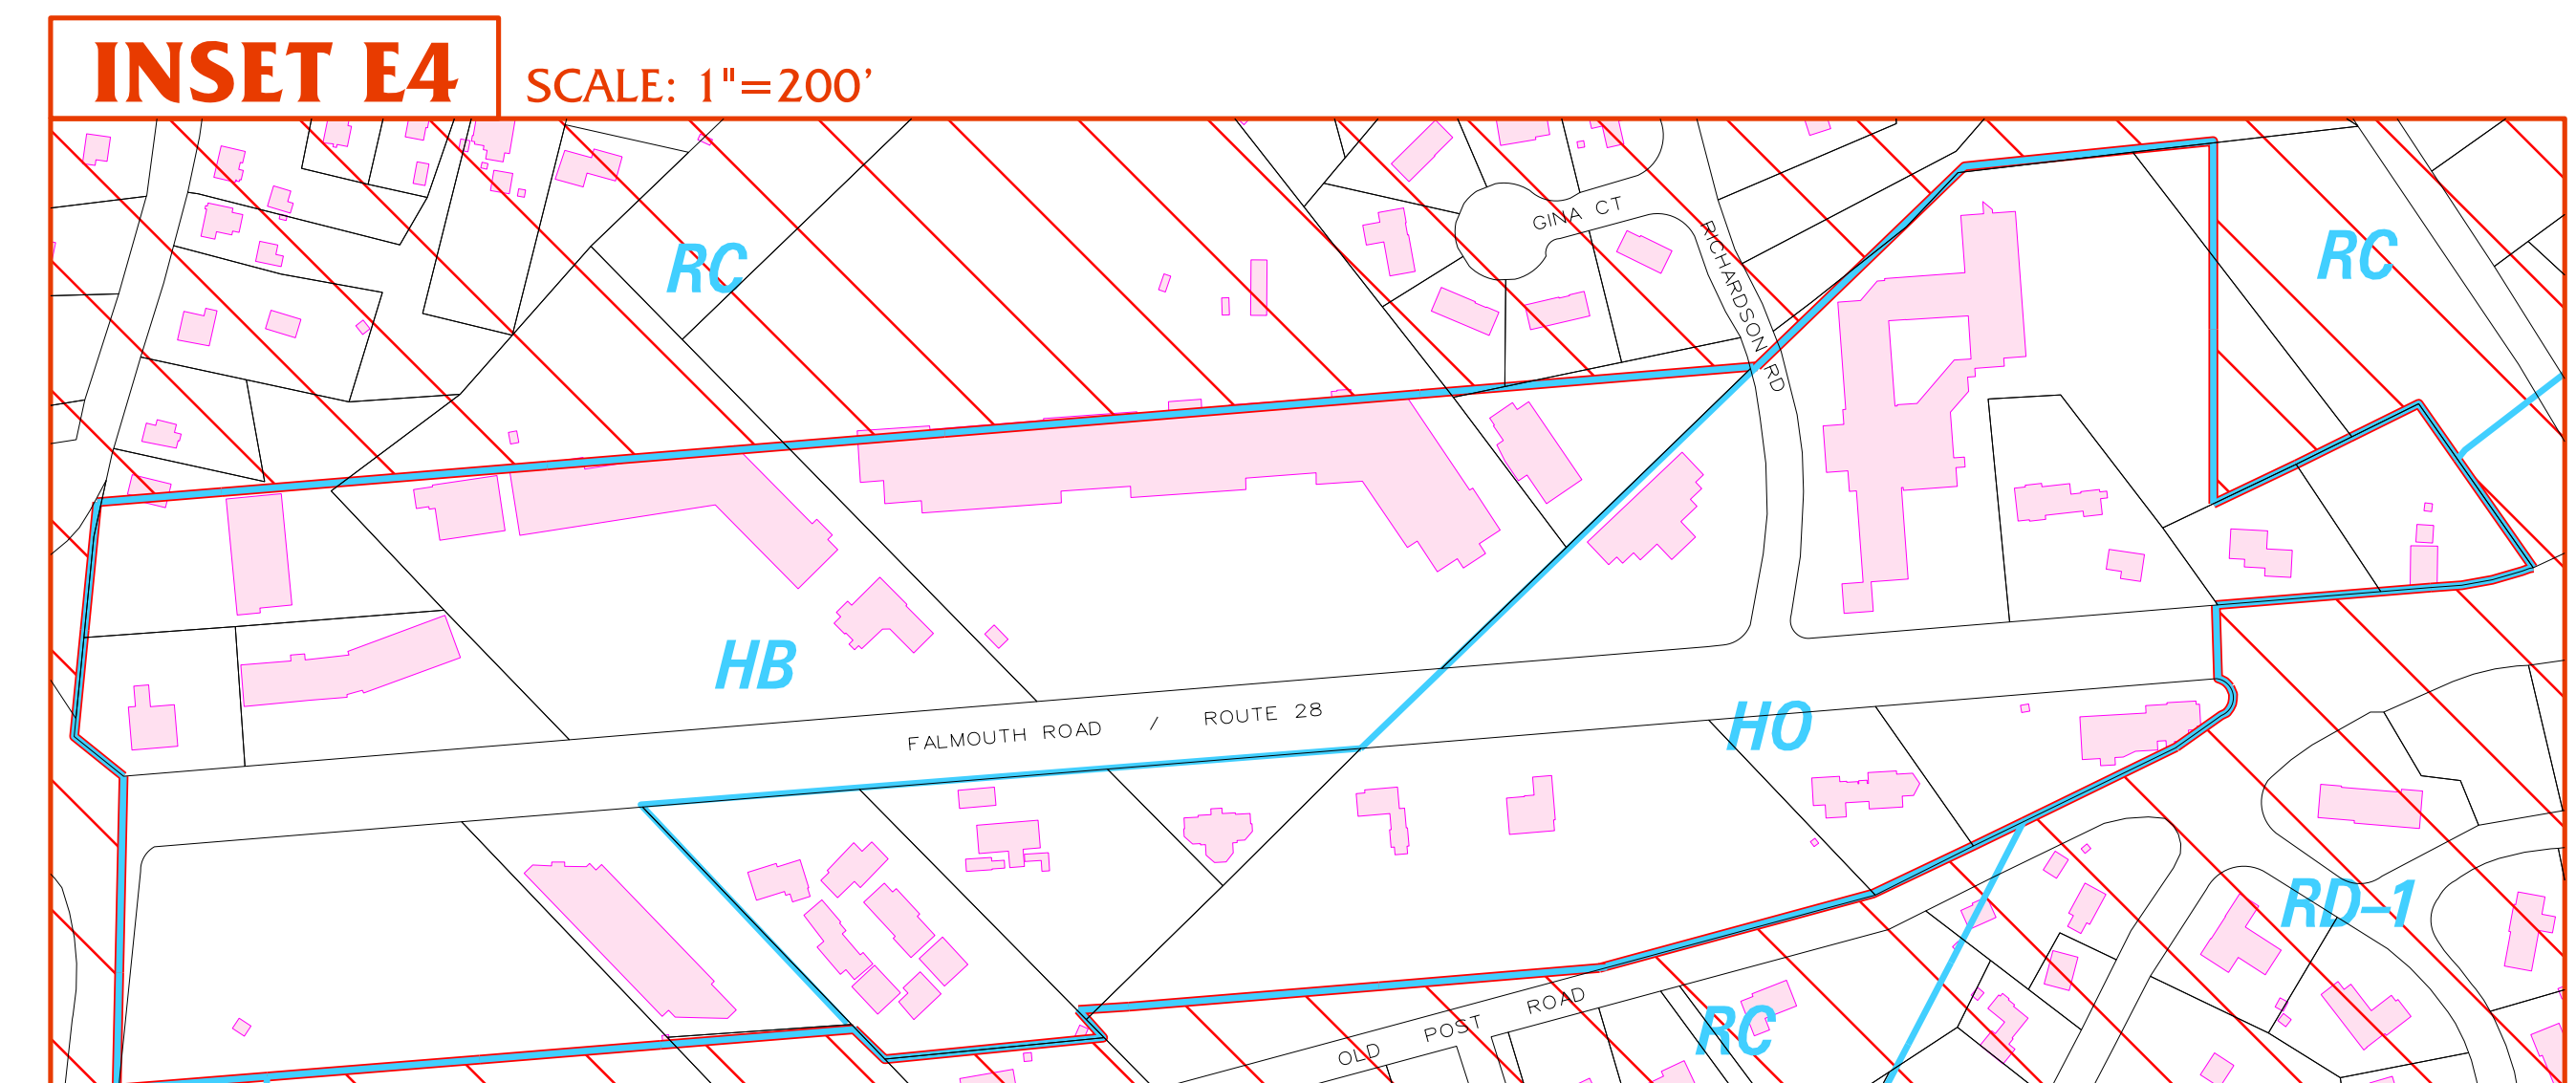 INSET E4
SCALE: 1"=200'
GINA CT
RICHARDSON RD
RC
RC
HB
FALMOUTH ROAD / ROUTE 28
HO
RD-1
OLD POST ROAD
RC